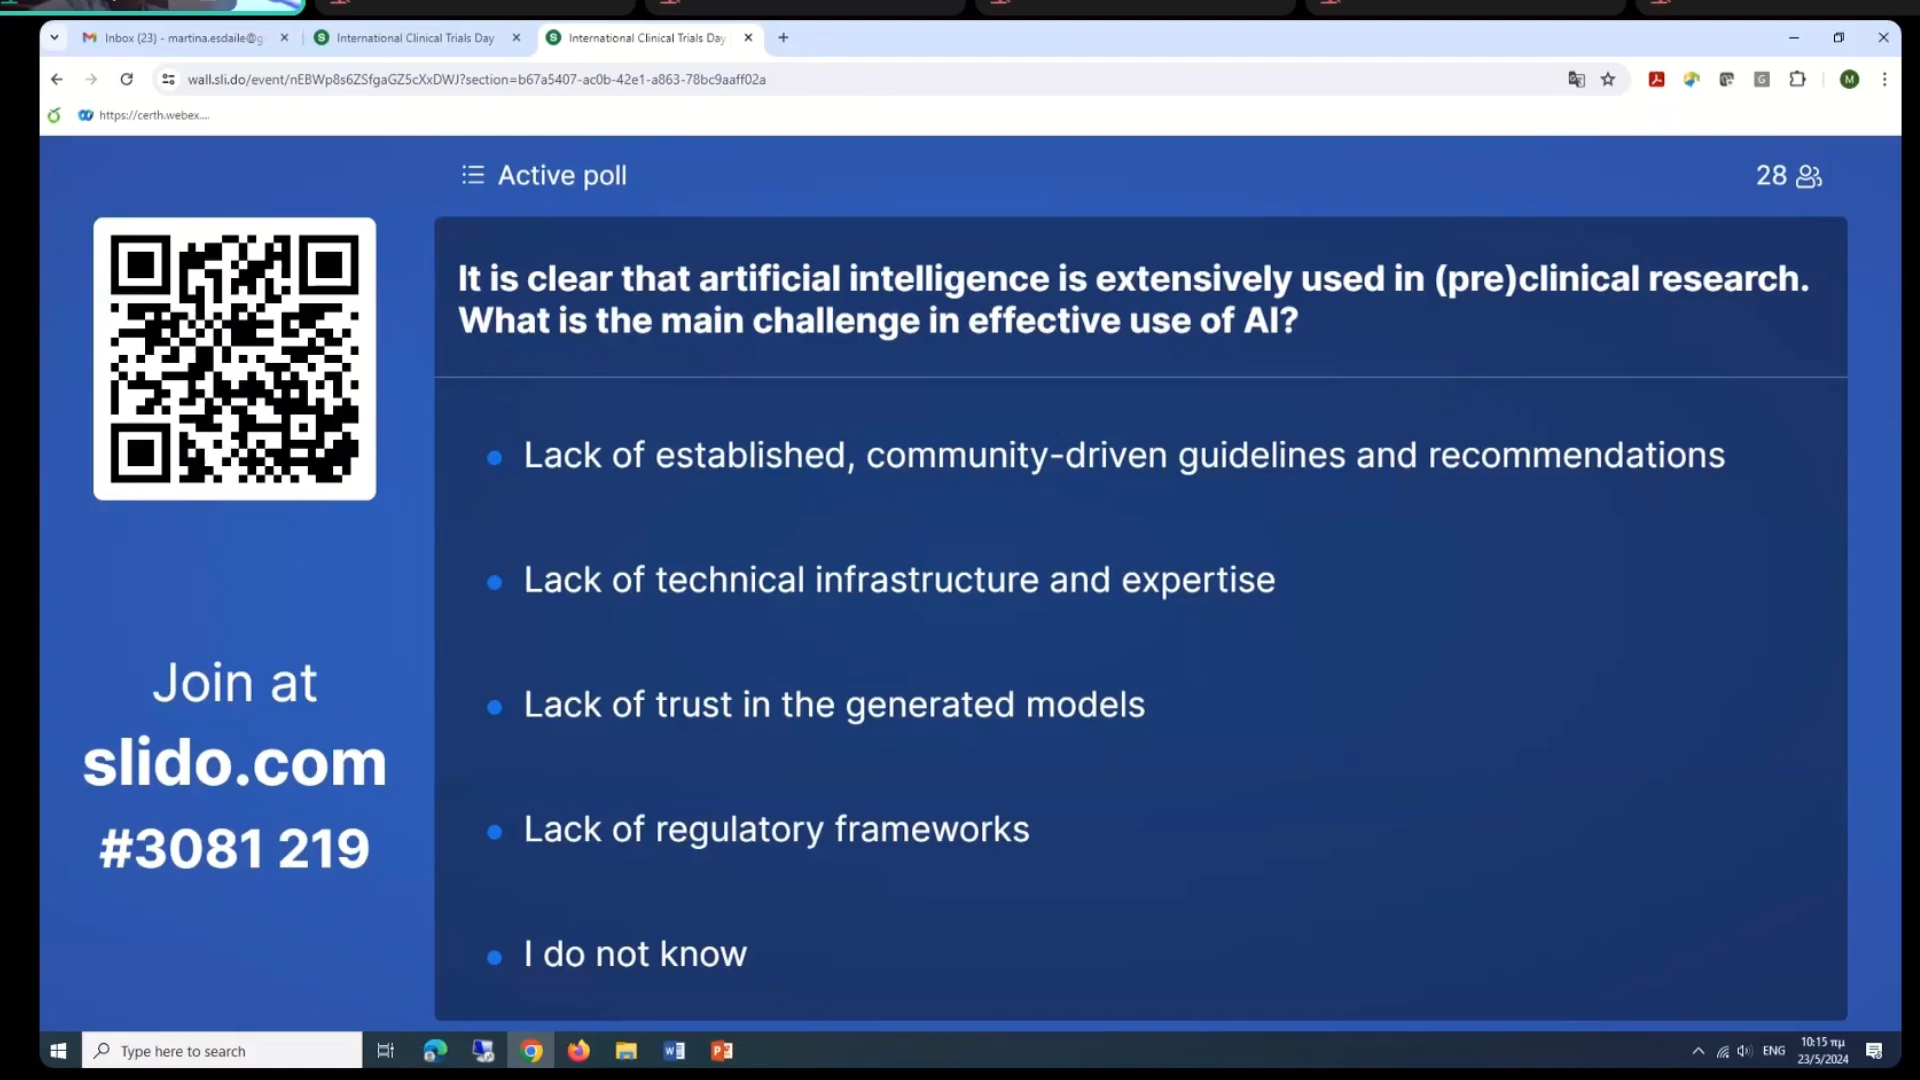 Inbox (23) - martina.esdaile@g
International Clinical Trials Day
International Clinical Trials Day
wall.sli.do/event/nEBWp8s6ZSfgaGZ5cXxDWJ?section=b67a5407-ac0b-42e1-a863-78bc9aaff02a
M
https://certh.webex....
Active poll
28
It is clear that artificial intelligence is extensively used in (pre)clinical research.
What is the main challenge in effective use of AI?
Lack of established, community-driven guidelines and recommendations
Lack of technical infrastructure and expertise
Lack of trust in the generated models
Lack of regulatory frameworks
I do not know
Join at
slido.com
#3081 219
Type here to search
ENG
10:15 πμ
23/5/2024